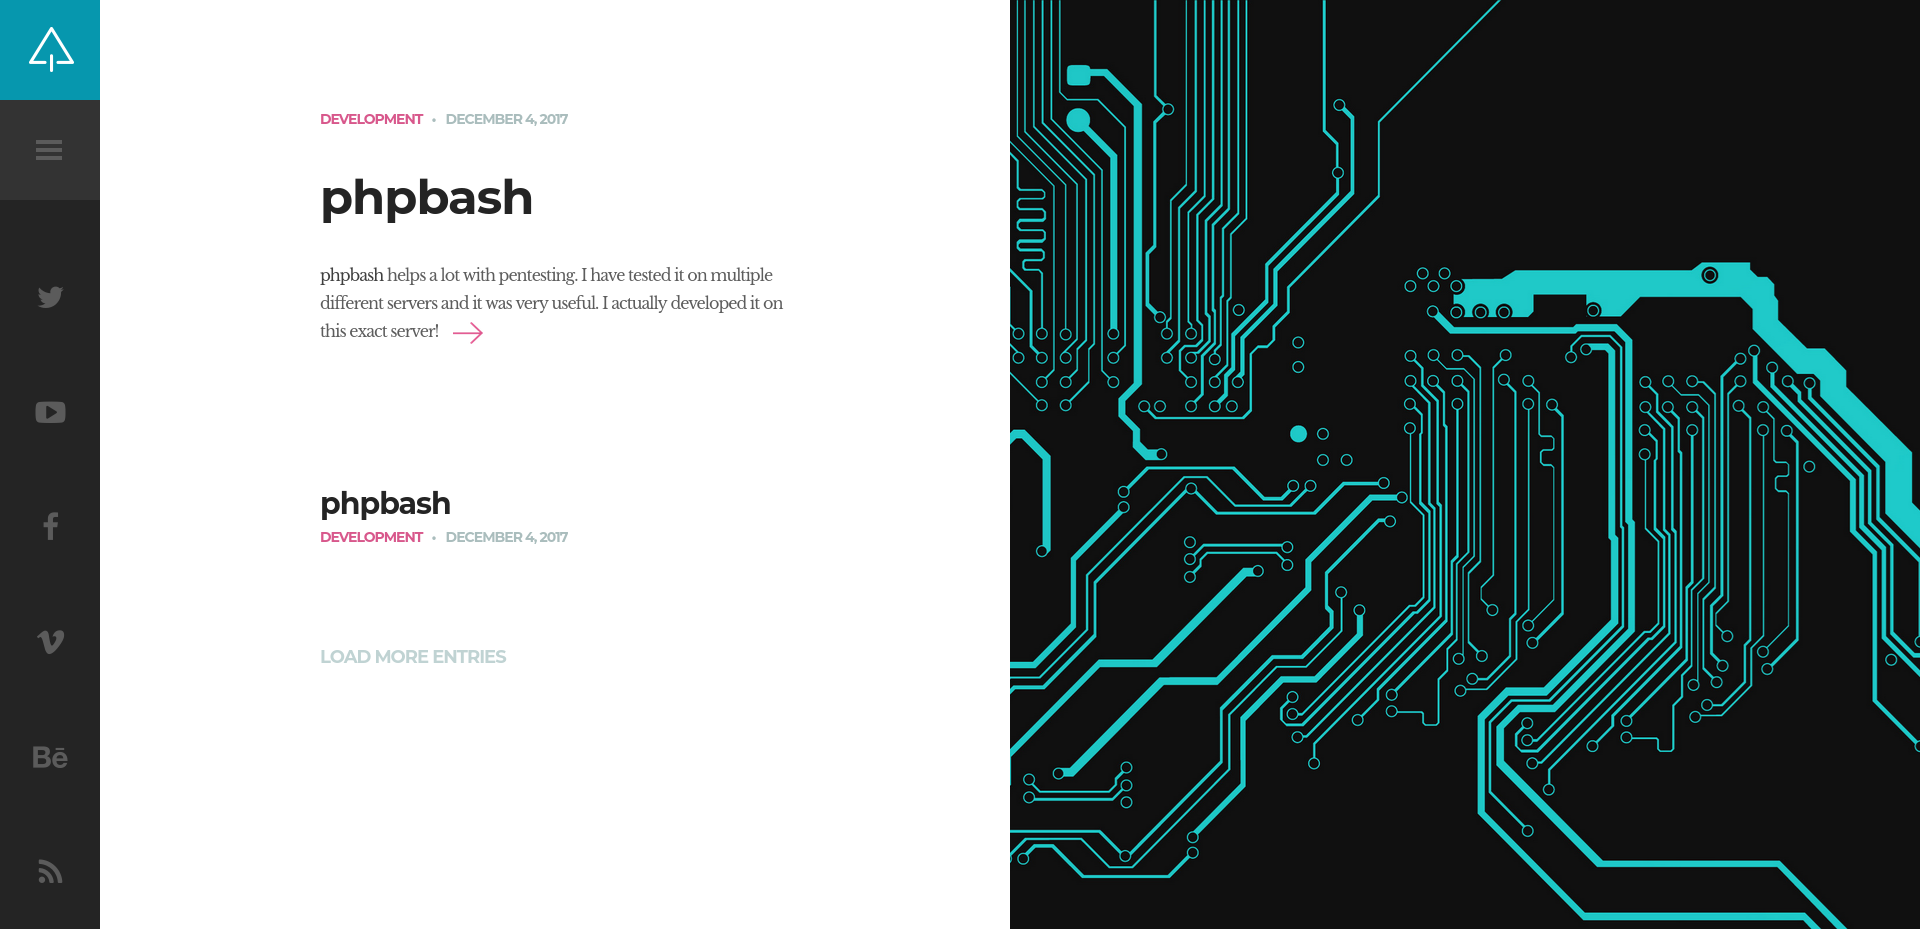 DEVELOPMENT • DECEMBER 4, 2017
phpbash
phpbash helps a lot with pentesting. I have tested it on multiple
different servers and it was very useful. I actually developed it on
this exact server!
phpbash
DEVELOPMENT • DECEMBER 4, 2017
LOAD MORE ENTRIES
Bē